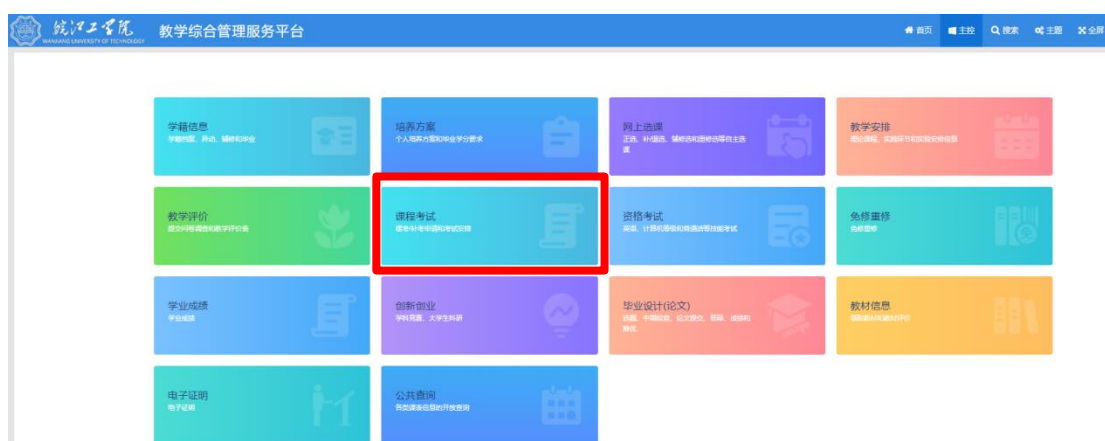 皖江工学院 教学综合管理服务平台 首页 主控 搜索 主题 全屏
WANJIANG UNIVERSITY OF TECHNOLOGY
学籍信息 培养方案 网上选课 教学安排
学籍档案、异动、辅修和毕业 个人培养方案和毕业学分要求 正选、补/退选、辅修选和重修选等自主选课 理论课程、实践环节和实验安排信息
教学评价 课程考试 资格考试 免修重修
提交问卷调查和教学评价表 缓考/补考申请和考试安排 英语、计算机等级和普通话等技能考试 免修重修
学业成绩 创新创业 毕业设计(论文) 教材信息
学业成绩 学科竞赛、大学生科研 选题、中期检查、论文提交、答辩、成绩和推优 领取教材和教材评价
电子证明 公共查询
电子证明 各类课表信息的开放查询